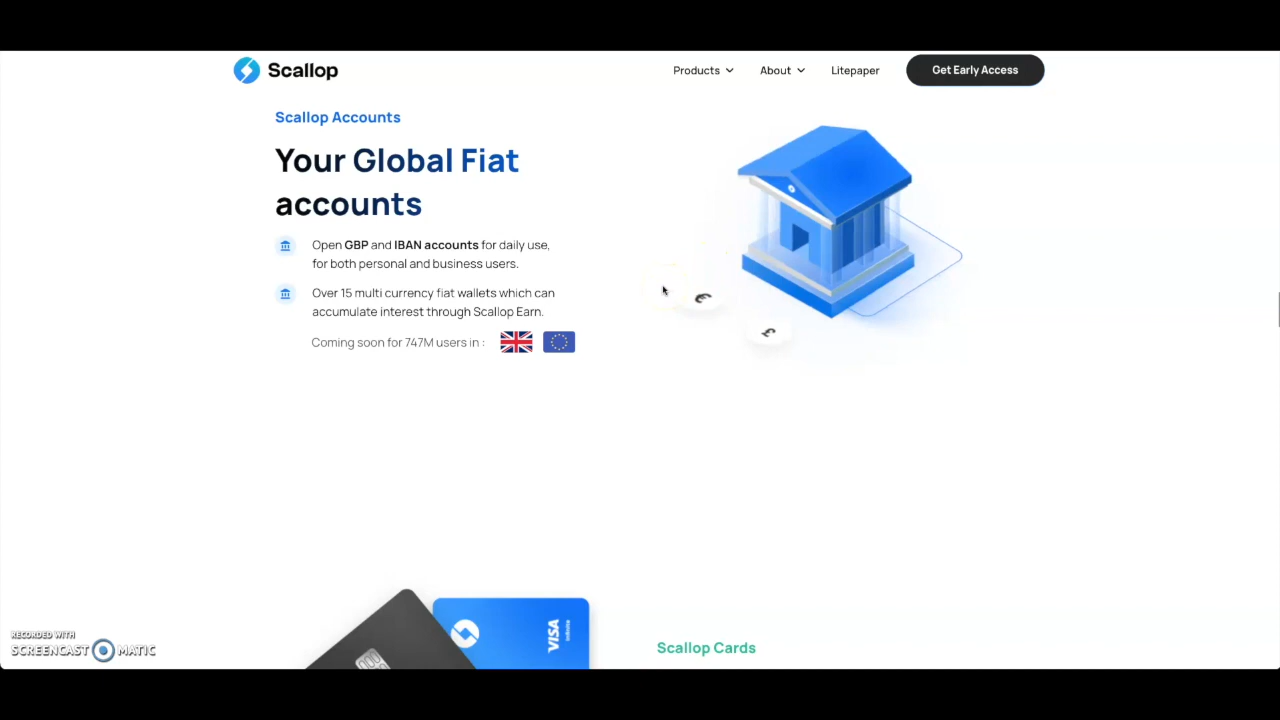 Scallop
Products
About
Litepaper
Get Early Access
Scallop Accounts
Your Global Fiat
accounts
Open GBP and IBAN accounts for daily use,
for both personal and business users.
Over 15 multi currency fiat wallets which can
accumulate interest through Scallop Earn.
Coming soon for 747M users in :
€
£
VISA
Infinite
Scallop Cards
RECORDED WITH
SCREENCAST MATIC